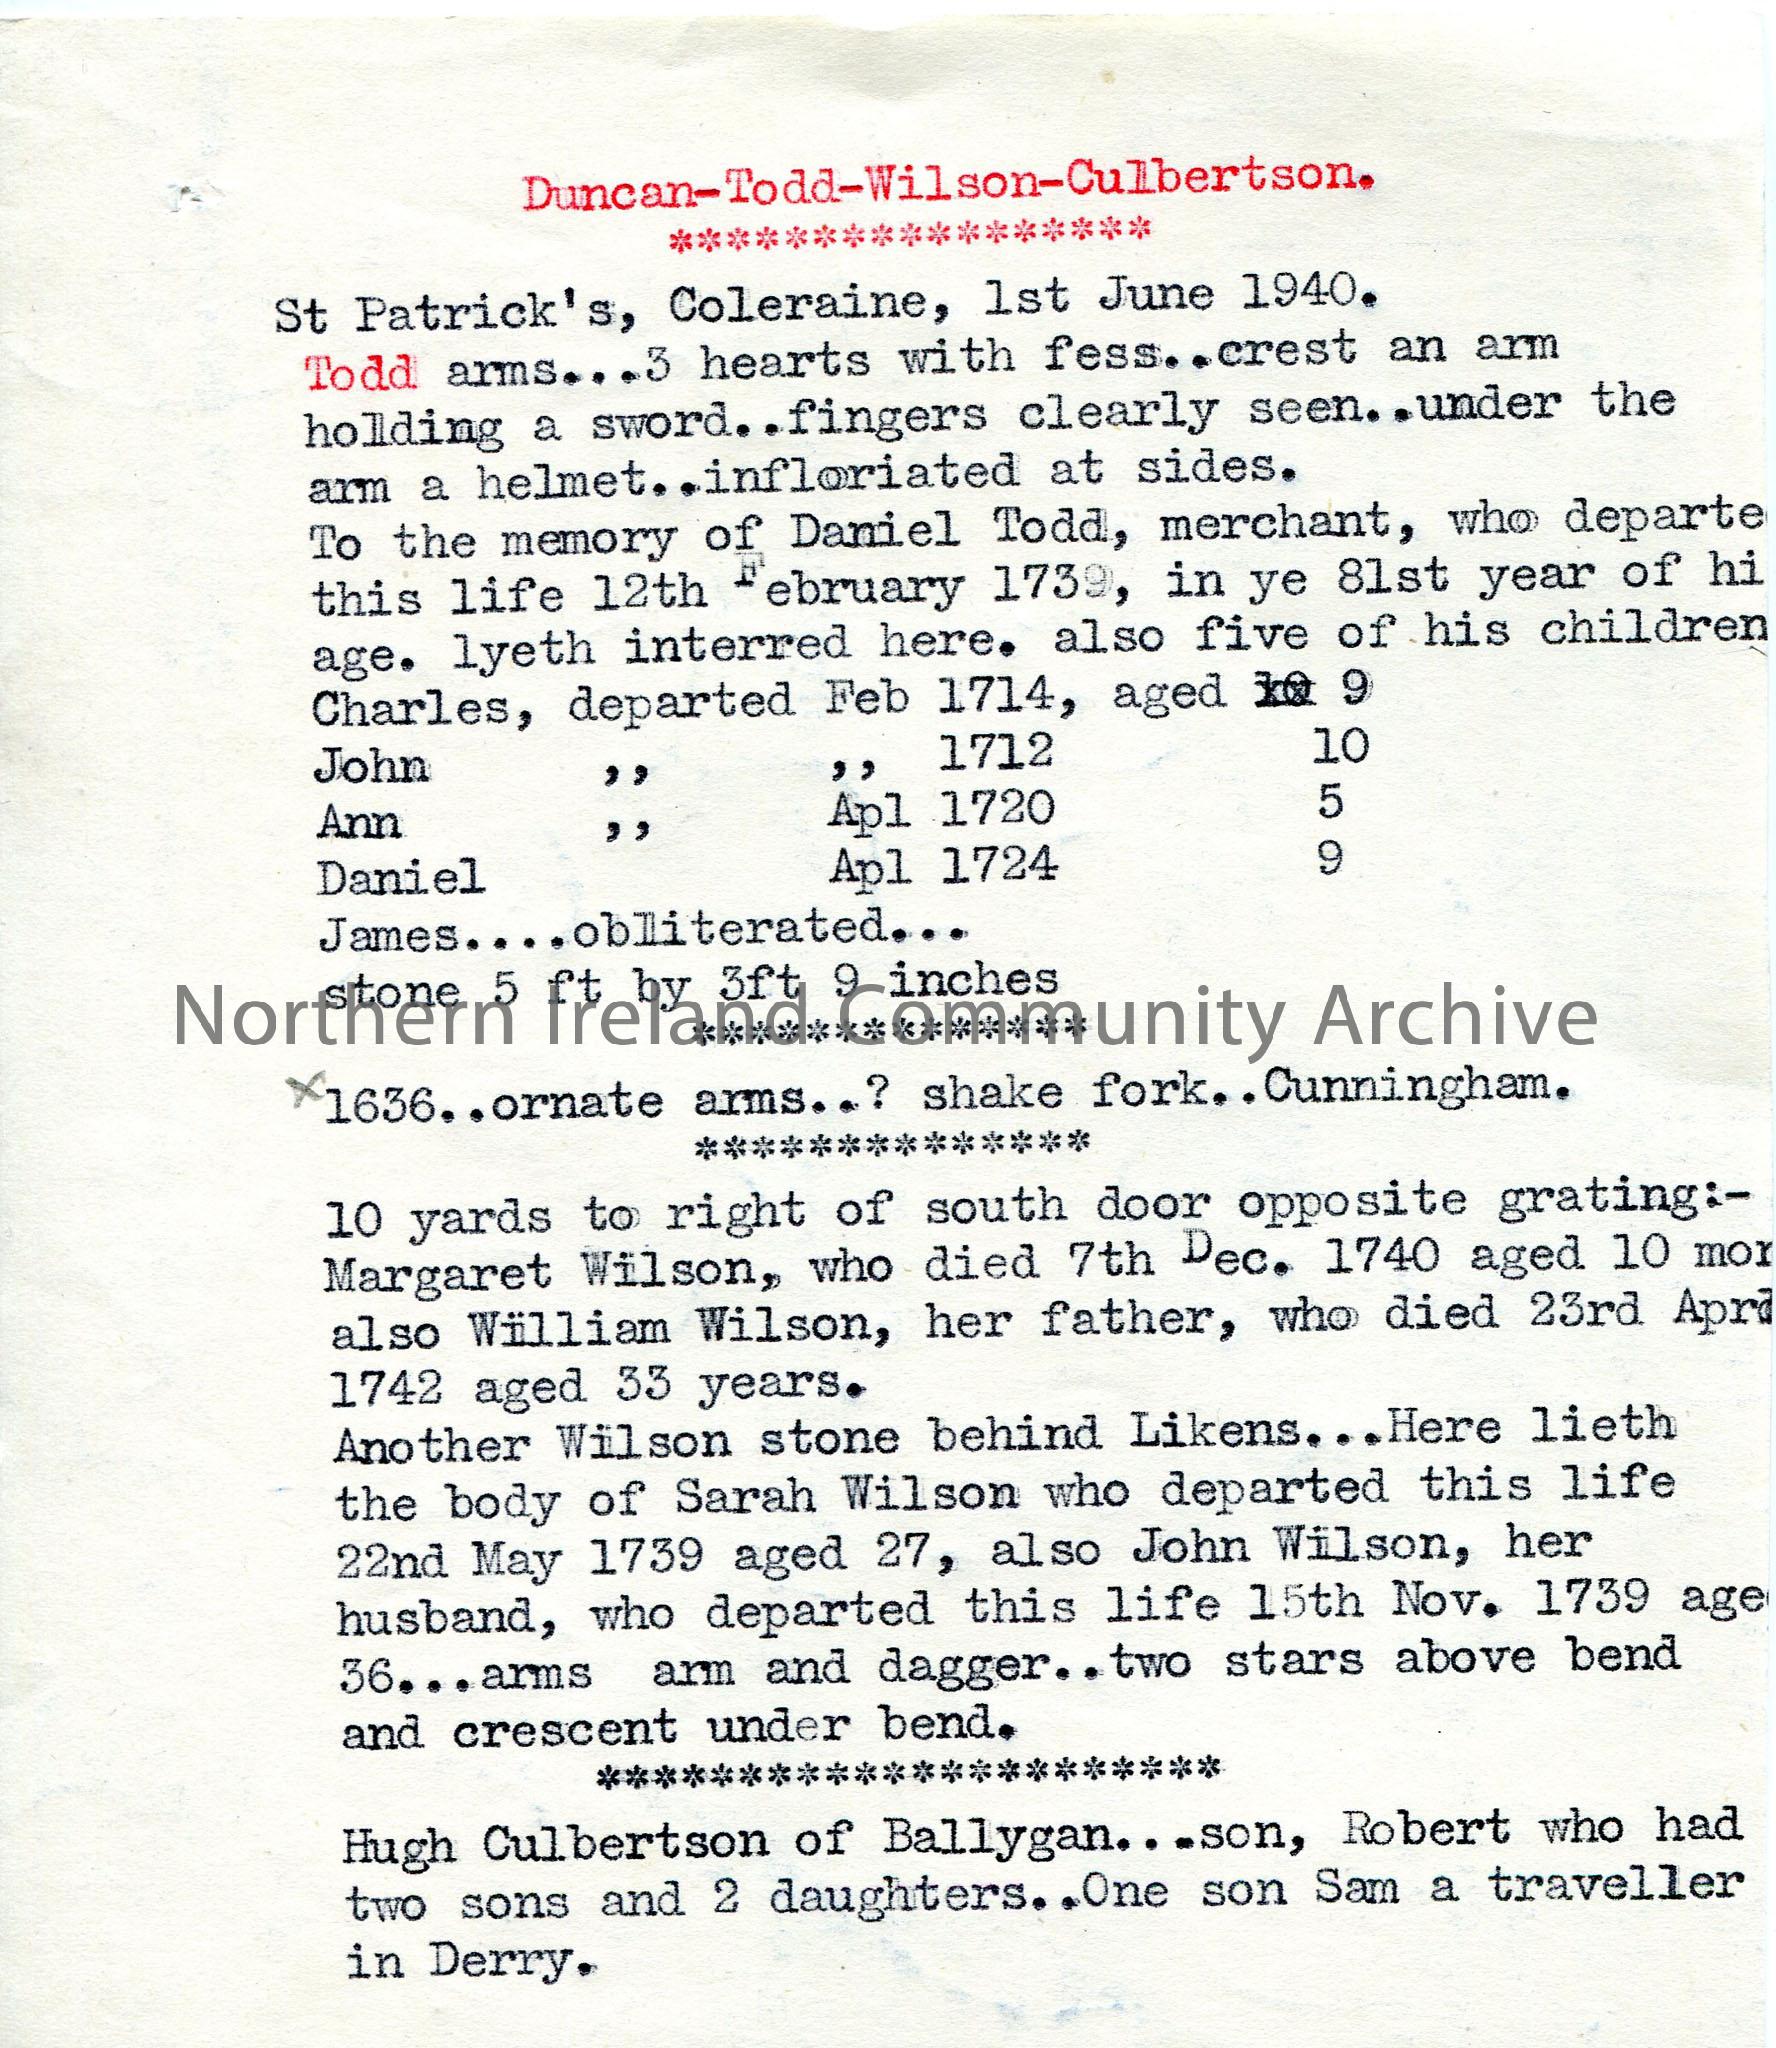 Duncan-Todd-Wilson-Culbertson.
*****************
St Patrick's, Coleraine, 1st June 1940.
Todd arms...3 hearts with fess..crest an arm
holding a sword..fingers clearly seen..under the
arm a helmet..infloriated at sides.
To the memory of Daniel Todd, merchant, who departe
this life 12th February 1739, in ye 81st year of hi
age. lyeth interred here. also five of his children
Charles, departed Feb 1714, aged 9
John ,, ,, 1712 10
Ann ,, Apl 1720 5
Daniel Apl 1724 9
James....obliterated...
stone 5 ft by 3ft 9 inches
Northern Ireland Community Archive
**************
x1636..ornate arms..? shake fork..Cunningham.
**************
10 yards to right of south door opposite grating:-
Margaret Wilson, who died 7th Dec. 1740 aged 10 mon
also William Wilson, her father, who died 23rd Apr
1742 aged 33 years.
Another Wilson stone behind Likens...Here lieth
the body of Sarah Wilson who departed this life
22nd May 1739 aged 27, also John Wilson, her
husband, who departed this life 15th Nov. 1739 age
36...arms arm and dagger..two stars above bend
and crescent under bend.
**********************
Hugh Culbertson of Ballygan...son, Robert who had
two sons and 2 daughters..One son Sam a traveller
in Derry.